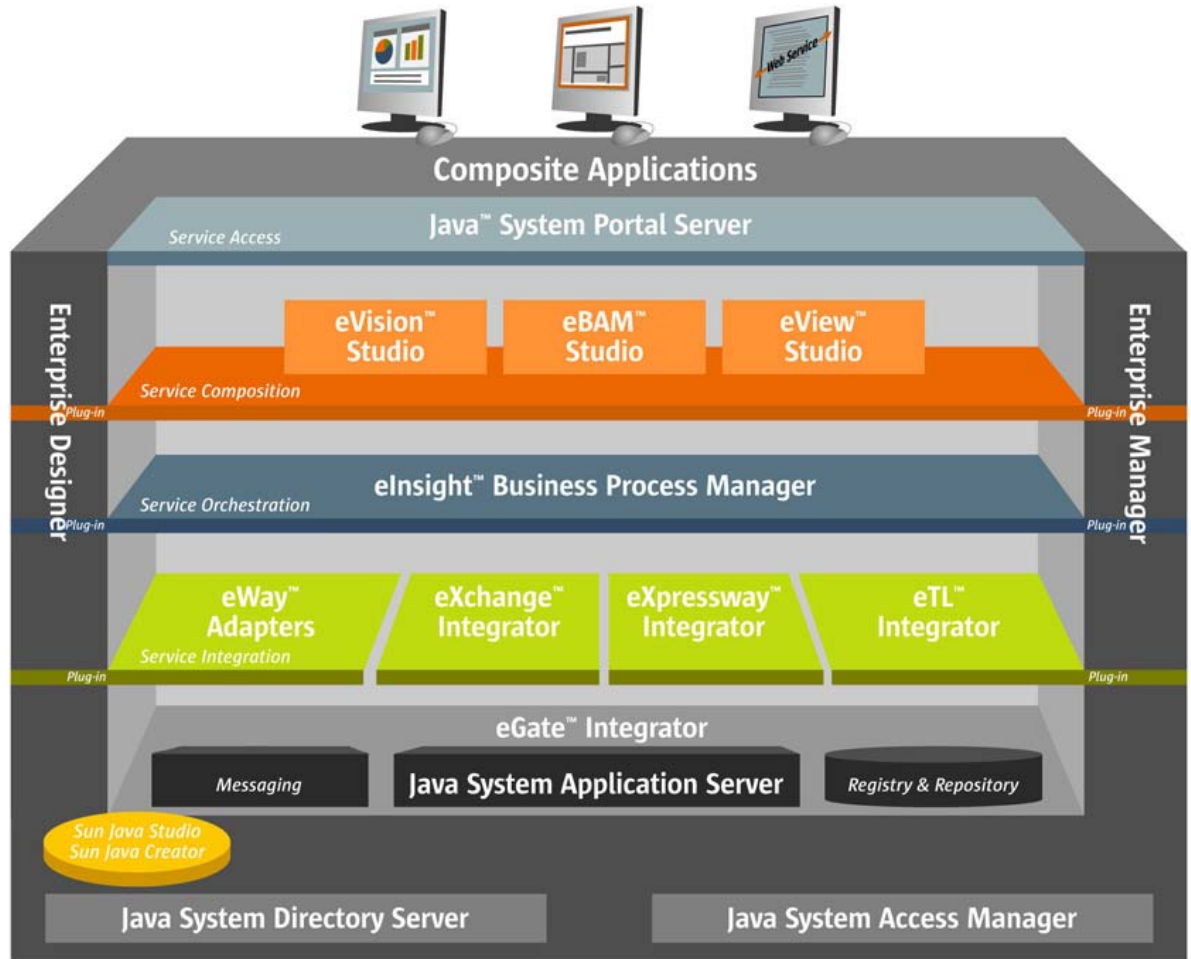 Web Service
Composite Applications
Java™ System Portal Server
Service Access
eVision™
Studio
eBAM™
Studio
eView™
Studio
Service Composition
Plug-in
Plug-in
Enterprise Designer
Enterprise Manager
eInsight™ Business Process Manager
Service Orchestration
Plug-in
Plug-in
eWay™
Adapters
eXchange™
Integrator
eXpressway™
Integrator
eTL™
Integrator
Service Integration
Plug-in
Plug-in
eGate™ Integrator
Messaging
Java System Application Server
Registry & Repository
Sun Java Studio
Sun Java Creator
Java System Directory Server
Java System Access Manager